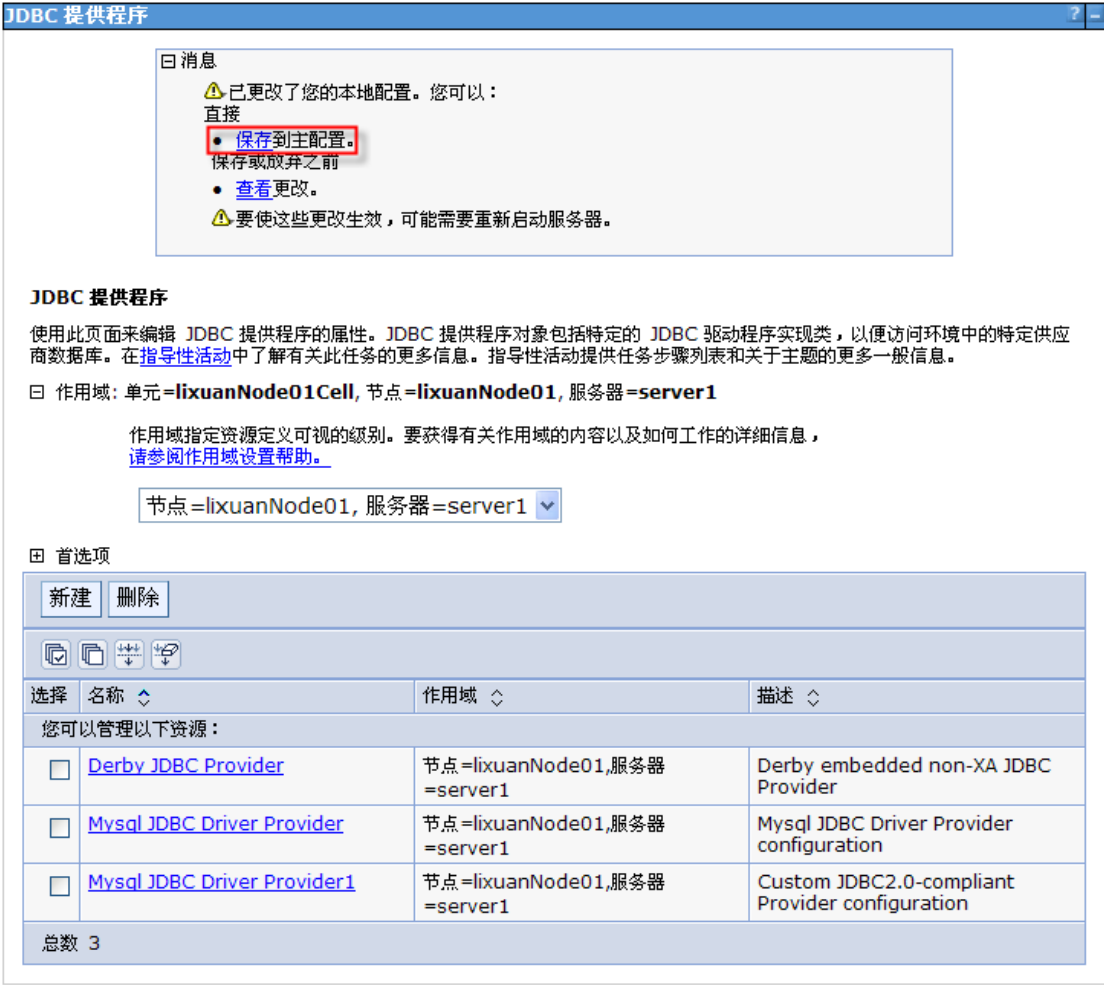 JDBC 提供程序 ? -
消息
已更改了您的本地配置。您可以：
直接
• 保存到主配置。
保存或放弃之前
• 查看更改。
要使这些更改生效，可能需要重新启动服务器。
JDBC 提供程序
使用此页面来编辑 JDBC 提供程序的属性。JDBC 提供程序对象包括特定的 JDBC 驱动程序实现类，以便访问环境中的特定供应
商数据库。在指导性活动中了解有关此任务的更多信息。指导性活动提供任务步骤列表和关于主题的更多一般信息。
作用域: 单元=lixuanNode01Cell, 节点=lixuanNode01, 服务器=server1
作用域指定资源定义可视的级别。要获得有关作用域的内容以及如何工作的详细信息，
请参阅作用域设置帮助。
节点=lixuanNode01, 服务器=server1
首选项
新建 删除
选择 名称 作用域 描述
您可以管理以下资源：
Derby JDBC Provider 节点=lixuanNode01,服务器 Derby embedded non-XA JDBC
=server1 Provider
Mysql JDBC Driver Provider 节点=lixuanNode01,服务器 Mysql JDBC Driver Provider
=server1 configuration
Mysql JDBC Driver Provider1 节点=lixuanNode01,服务器 Custom JDBC2.0-compliant
=server1 Provider configuration
总数 3